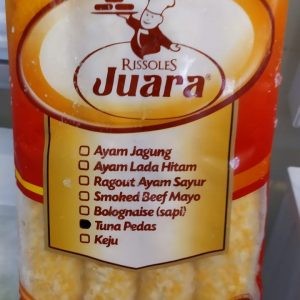 RISSOLES
Juara
Ayam Jagung
Ayam Lada Hitam
Ragout Ayam Sayur
Smoked Beef Mayo
Bolognaise (sapi)
Tuna Pedas
Keju